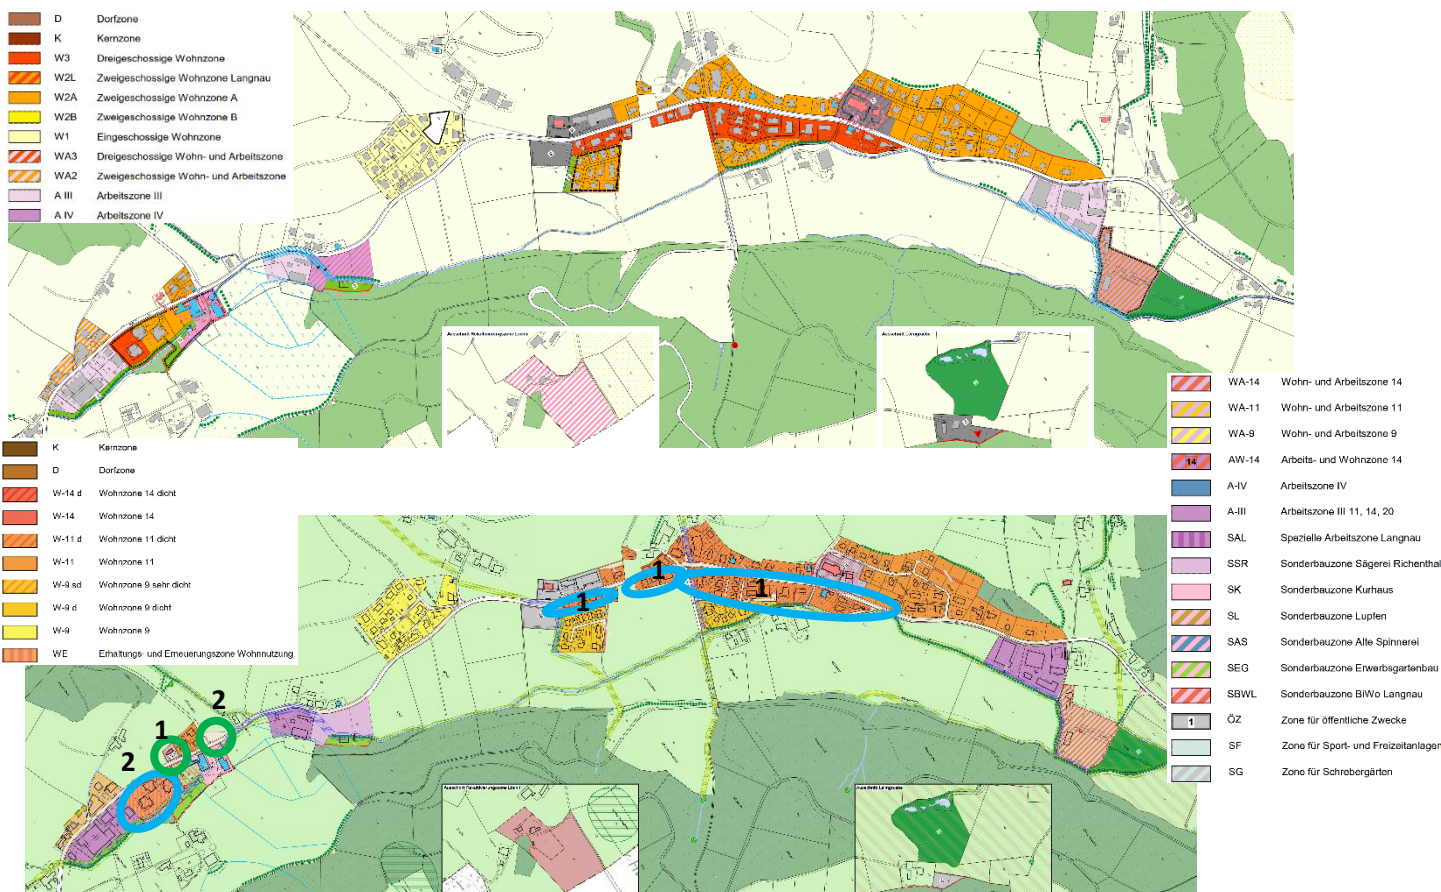 D Dorfzone
K Kernzone
W3 Dreigeschossige Wohnzone
W2L Zweigeschossige Wohnzone Langnau
W2A Zweigeschossige Wohnzone A
W2B Zweigeschossige Wohnzone B
W1 Eingeschossige Wohnzone
WA3 Dreigeschossige Wohn- und Arbeitszone
WA2 Zweigeschossige Wohn- und Arbeitszone
A III Arbeitszone III
A IV Arbeitszone IV
Ausschnitt Lehmgrube
WA-14 Wohn- und Arbeitszone 14
WA-11 Wohn- und Arbeitszone 11
WA-9 Wohn- und Arbeitszone 9
14 AW-14 Arbeits- und Wohnzone 14
A-IV Arbeitszone IV
A-III Arbeitszone III 11, 14, 20
SAL Spezielle Arbeitszone Langnau
SSR Sonderbauzone Sägerei Richenthal
SK Sonderbauzone Kurhaus
SL Sonderbauzone Lupfen
SAS Sonderbauzone Alte Spinnerei
SEG Sonderbauzone Erwerbsgartenbau
SBWL Sonderbauzone BiWo Langnau
1 ÖZ Zone für öffentliche Zwecke
SF Zone für Sport- und Freizeitanlagen
SG Zone für Schrebergärten
K Kernzone
D Dorfzone
W-14 d Wohnzone 14 dicht
W-14 Wohnzone 14
W-11 d Wohnzone 11 dicht
W-11 Wohnzone 11
W-9 sd Wohnzone 9 sehr dicht
W-9 d Wohnzone 9 dicht
W-9 Wohnzone 9
WE Erhaltungs- und Erneuerungszone Wohnnutzung
1
1
1
2
1
2
Ausschnitt Lehmgrube